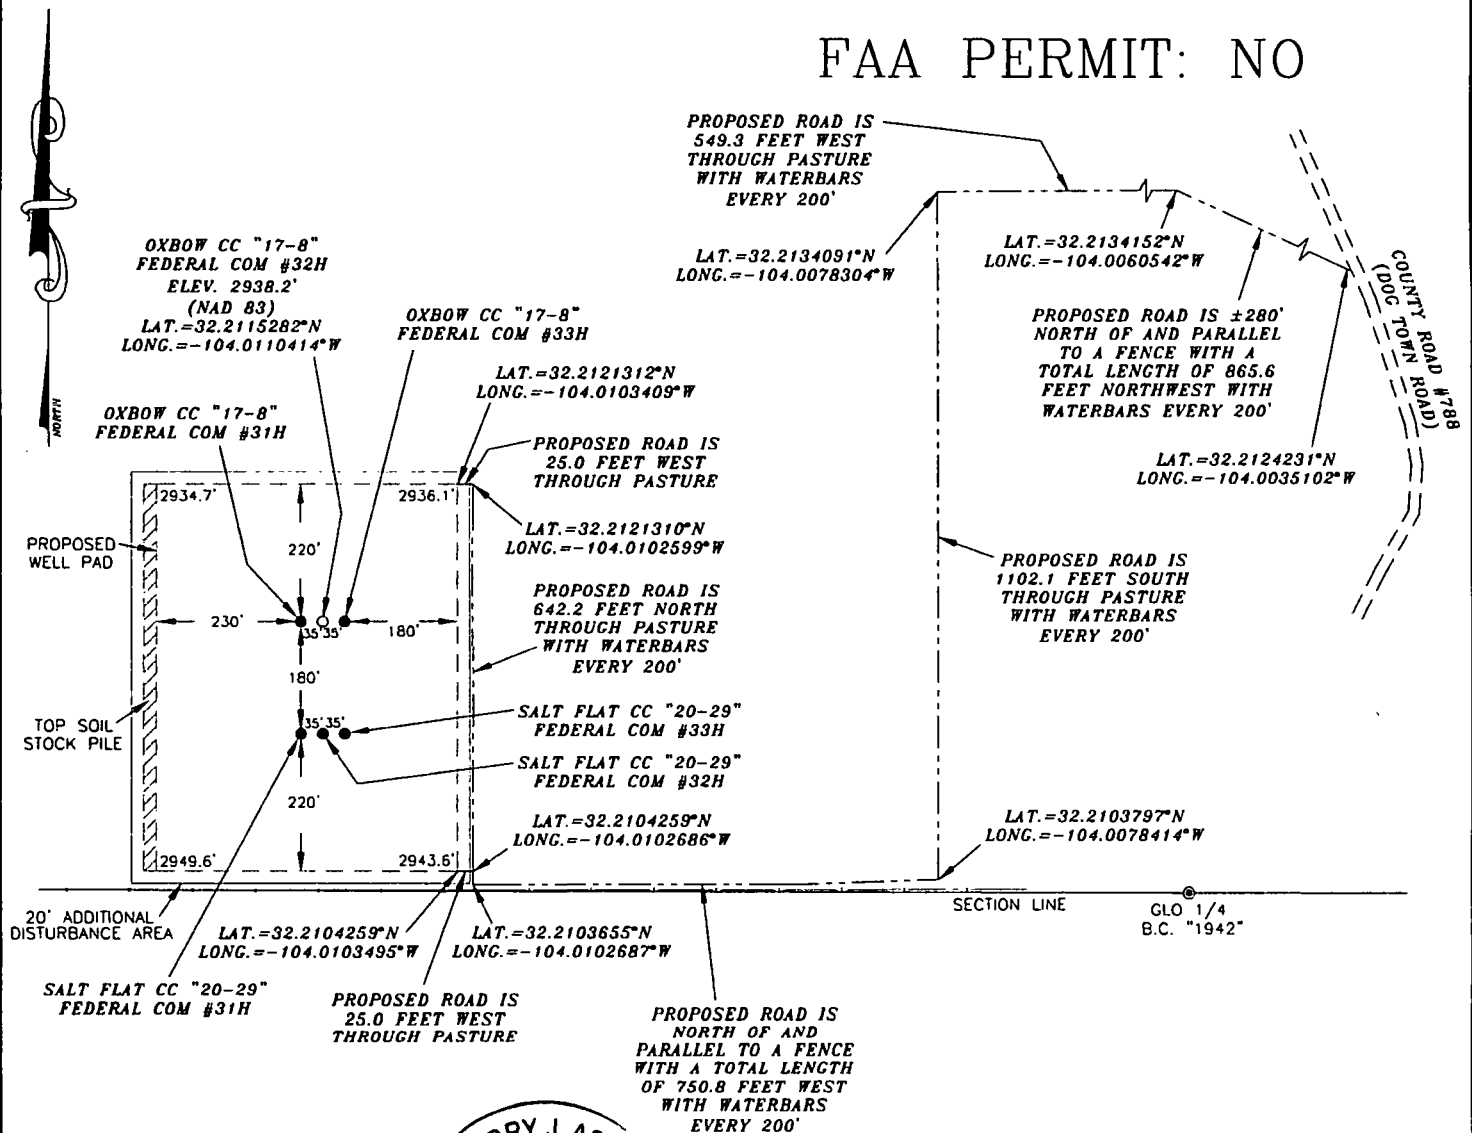 FAA PERMIT: NO
NORTH
PROPOSED ROAD IS
549.3 FEET WEST
THROUGH PASTURE
WITH WATERBARS
EVERY 200'
OXBOW CC "17-8"
FEDERAL COM #32H
ELEV. 2938.2'
(NAD 83)
LAT.=32.2115282°N
LONG.=-104.0110414°W
LAT.=32.2134091°N
LONG.=-104.0078304°W
LAT.=32.2134152°N
LONG.=-104.0060542°W
COUNTY ROAD #788
(DOG TOWN ROAD)
OXBOW CC "17-8"
FEDERAL COM #33H
PROPOSED ROAD IS ±280'
NORTH OF AND PARALLEL
TO A FENCE WITH A
TOTAL LENGTH OF 865.6
FEET NORTHWEST WITH
WATERBARS EVERY 200'
LAT.=32.2121312°N
LONG.=-104.0103409°W
OXBOW CC "17-8"
FEDERAL COM #31H
PROPOSED ROAD IS
25.0 FEET WEST
THROUGH PASTURE
LAT.=32.2124231°N
LONG.=-104.0035102°W
2934.7'
2936.1'
LAT.=32.2121310°N
LONG.=-104.0102599°W
PROPOSED
WELL PAD
220'
PROPOSED ROAD IS
1102.1 FEET SOUTH
THROUGH PASTURE
WITH WATERBARS
EVERY 200'
PROPOSED ROAD IS
642.2 FEET NORTH
THROUGH PASTURE
WITH WATERBARS
EVERY 200'
230'
35' 35'
180'
180'
TOP SOIL
STOCK PILE
35' 35'
SALT FLAT CC "20-29"
FEDERAL COM #33H
SALT FLAT CC "20-29"
FEDERAL COM #32H
220'
LAT.=32.2104259°N
LONG.=-104.0102686°W
LAT.=32.2103797°N
LONG.=-104.0078414°W
2949.6'
2943.6'
SECTION LINE
GLO 1/4
B.C. "1942"
20' ADDITIONAL
DISTURBANCE AREA
LAT.=32.2104259°N
LONG.=-104.0103495°W
LAT.=32.2103655°N
LONG.=-104.0102687°W
SALT FLAT CC "20-29"
FEDERAL COM #31H
PROPOSED ROAD IS
25.0 FEET WEST
THROUGH PASTURE
PROPOSED ROAD IS
NORTH OF AND
PARALLEL TO A FENCE
WITH A TOTAL LENGTH
OF 750.8 FEET WEST
WITH WATERBARS
EVERY 200'